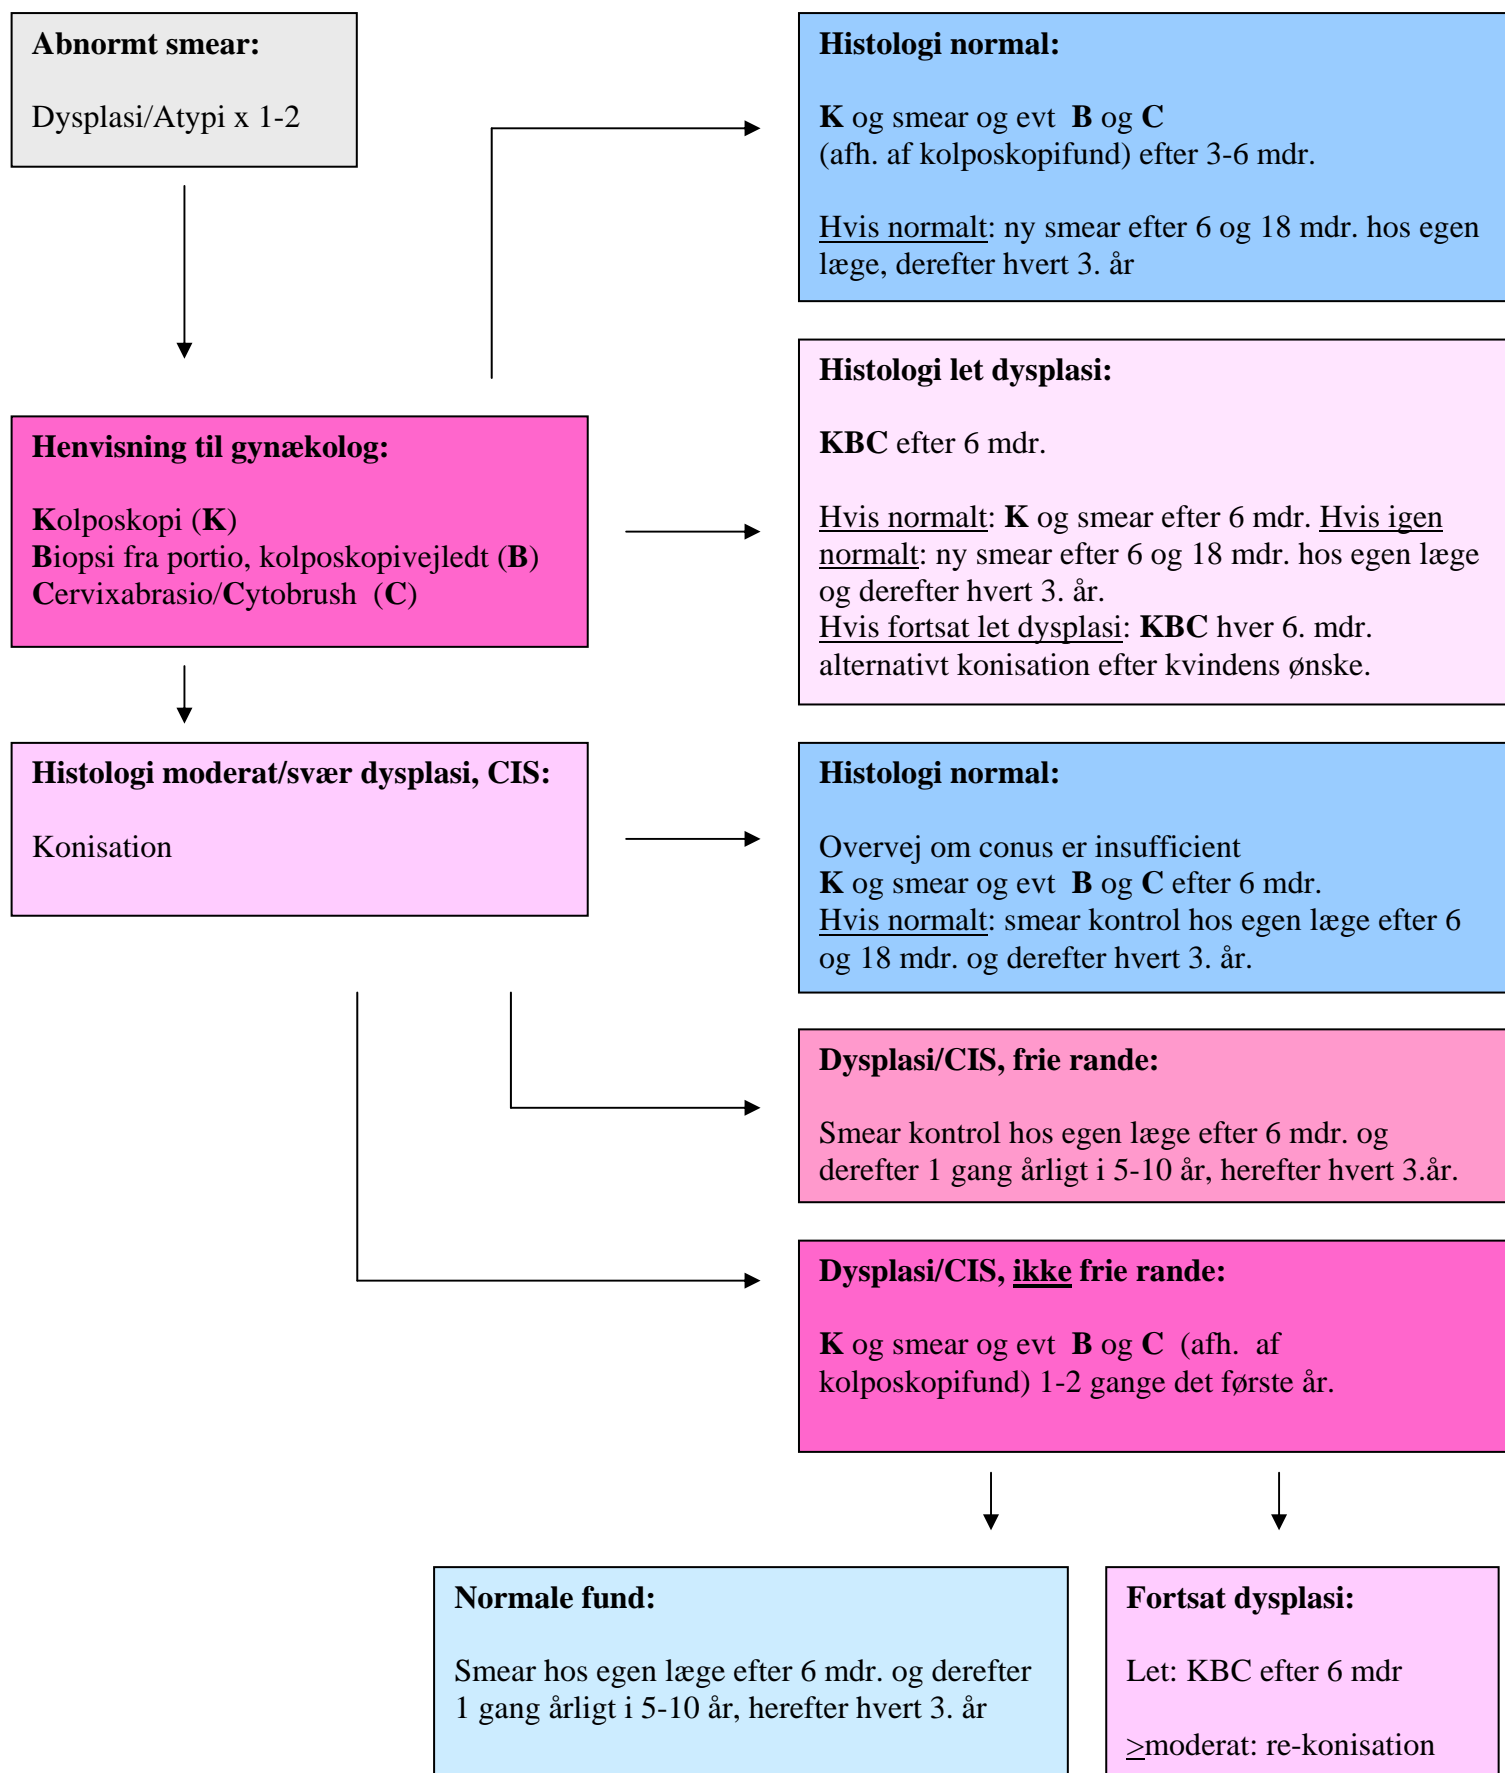 Abnormt smear:
Dysplasi/Atypi x 1-2
Histologi normal:
K og smear og evt B og C
(afh. af kolposkopifund) efter 3-6 mdr.
Hvis normalt: ny smear efter 6 og 18 mdr. hos egen
læge, derefter hvert 3. år
Henvisning til gynækolog:
Kolposkopi (K)
Biopsi fra portio, kolposkopivejledt (B)
Cervixabrasio/Cytobrush (C)
Histologi let dysplasi:
KBC efter 6 mdr.
Hvis normalt: K og smear efter 6 mdr. Hvis igen
normalt: ny smear efter 6 og 18 mdr. hos egen læge
og derefter hvert 3. år.
Hvis fortsat let dysplasi: KBC hver 6. mdr.
alternativt konisation efter kvindens ønske.
Histologi moderat/svær dysplasi, CIS:
Konisation
Histologi normal:
Overvej om conus er insufficient
K og smear og evt B og C efter 6 mdr.
Hvis normalt: smear kontrol hos egen læge efter 6
og 18 mdr. og derefter hvert 3. år.
Dysplasi/CIS, frie rande:
Smear kontrol hos egen læge efter 6 mdr. og
derefter 1 gang årligt i 5-10 år, herefter hvert 3.år.
Dysplasi/CIS, ikke frie rande:
K og smear og evt B og C (afh. af
kolposkopifund) 1-2 gange det første år.
Normale fund:
Smear hos egen læge efter 6 mdr. og derefter
1 gang årligt i 5-10 år, herefter hvert 3. år
Fortsat dysplasi:
Let: KBC efter 6 mdr
>moderat: re-konisation